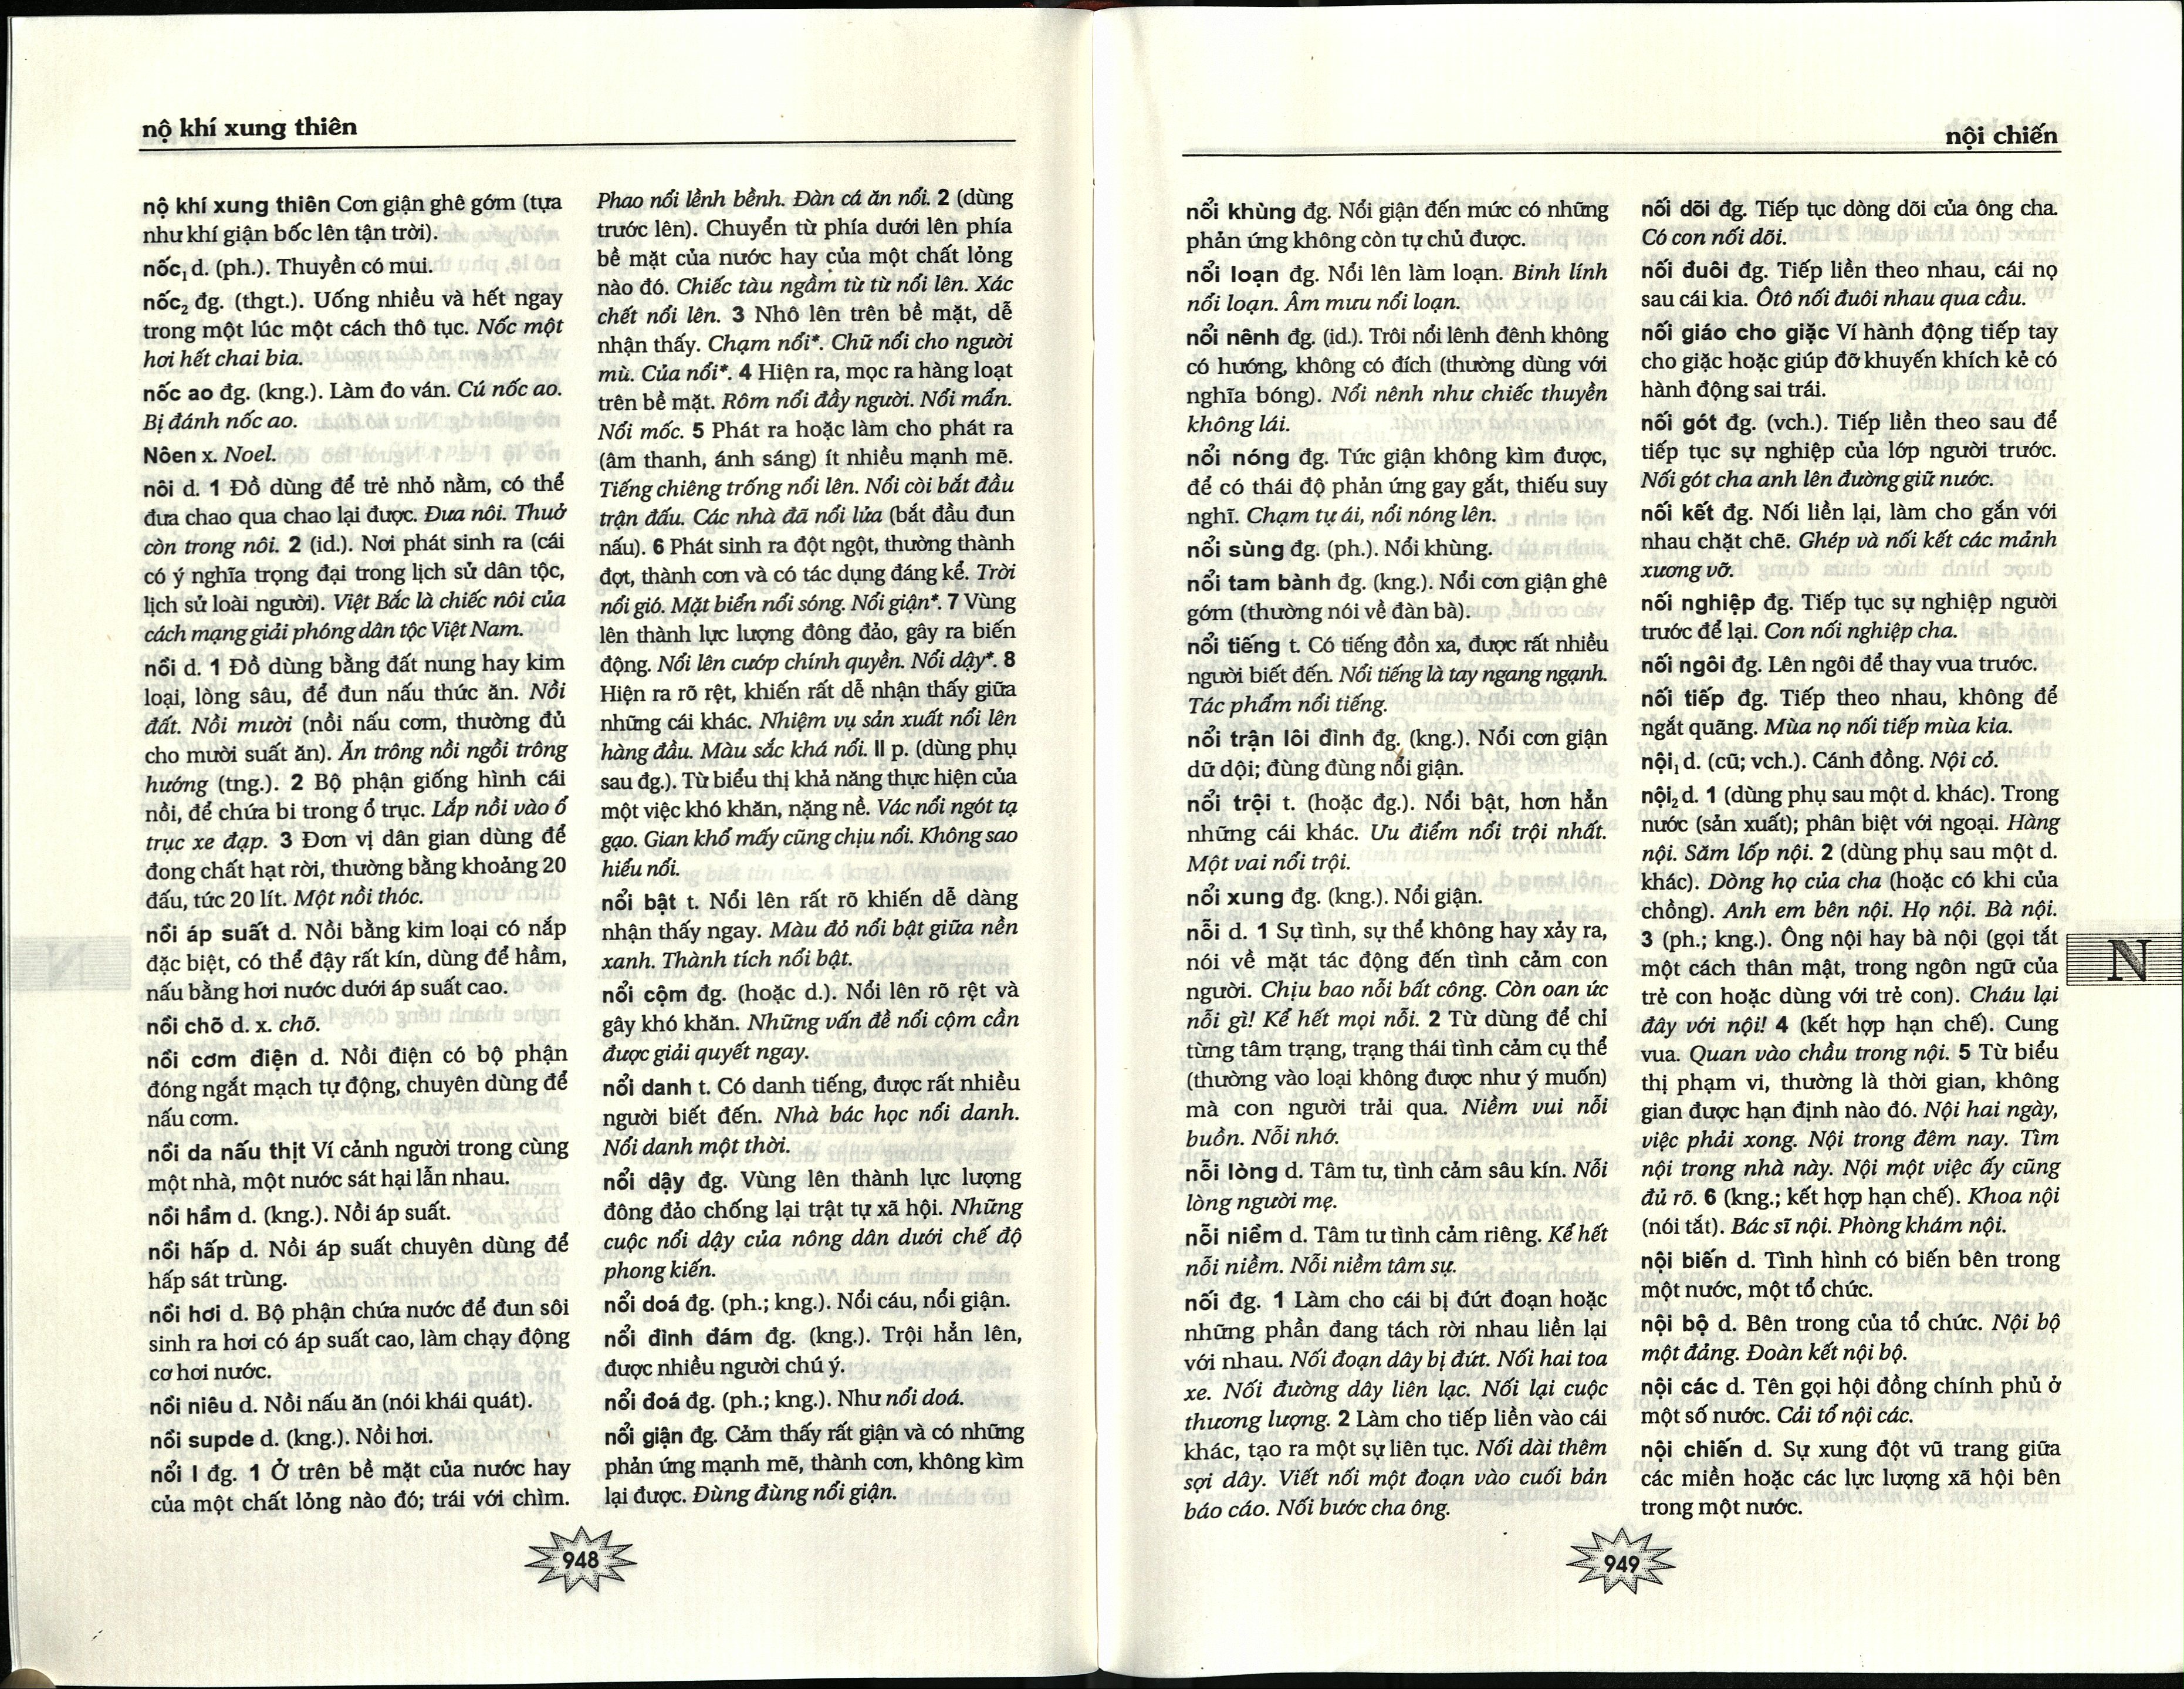 nộ khí xung thiên
nộ khí xung thiên Cơn giận ghê gớm (tựa
như khí giận bốc lên tận trời).
nốc₁ d. (ph.). Thuyền có mui.
nốc₂ đg. (thgt.). Uống nhiều và hết ngay
trong một lúc một cách thô tục. Nốc một
hơi hết chai bia.
nốc ao đg. (kng.). Làm đo ván. Cú nốc ao.
Bị đánh nốc ao.
Nôen x. Noel.
nôi d. 1 Đồ dùng để trẻ nhỏ nằm, có thể
đưa chao qua chao lại được. Đưa nôi. Thuở
còn trong nôi. 2 (id.). Nơi phát sinh ra (cái
có ý nghĩa trọng đại trong lịch sử dân tộc,
lịch sử loài người). Việt Bắc là chiếc nôi của
cách mạng giải phóng dân tộc Việt Nam.
nồi d. 1 Đồ dùng bằng đất nung hay kim
loại, lòng sâu, để đun nấu thức ăn. Nồi
đất. Nồi mười (nồi nấu cơm, thường đủ
cho mười suất ăn). Ăn trông nồi ngồi trông
hướng (tng.). 2 Bộ phận giống hình cái
nồi, để chứa bi trong ổ trục. Lắp nồi vào ổ
trục xe đạp. 3 Đơn vị dân gian dùng để
đong chất hạt rời, thường bằng khoảng 20
đấu, tức 20 lít. Một nồi thóc.
nồi áp suất d. Nồi bằng kim loại có nắp
đặc biệt, có thể đậy rất kín, dùng để hầm,
nấu bằng hơi nước dưới áp suất cao.
nồi chõ d. x. chõ.
nồi cơm điện d. Nồi điện có bộ phận
đóng ngắt mạch tự động, chuyên dùng để
nấu cơm.
nồi da nấu thịt Ví cảnh người trong cùng
một nhà, một nước sát hại lẫn nhau.
nồi hầm d. (kng.). Nồi áp suất.
nồi hấp d. Nồi áp suất chuyên dùng để
hấp sát trùng.
nồi hơi d. Bộ phận chứa nước để đun sôi
sinh ra hơi có áp suất cao, làm chạy động
cơ hơi nước.
nồi niêu d. Nồi nấu ăn (nói khái quát).
nồi supde d. (kng.). Nồi hơi.
nổi I đg. 1 Ở trên bề mặt của nước hay
của một chất lỏng nào đó; trái với chìm.
Phao nổi lềnh bềnh. Đàn cá ăn nổi. 2 (dùng
trước lên). Chuyển từ phía dưới lên phía
bề mặt của nước hay của một chất lỏng
nào đó. Chiếc tàu ngầm từ từ nổi lên. Xác
chết nổi lên. 3 Nhô lên trên bề mặt, dễ
nhận thấy. Chạm nổi*. Chữ nổi cho người
mù. Của nổi*. 4 Hiện ra, mọc ra hàng loạt
trên bề mặt. Rôm nổi đầy người. Nổi mẩn.
Nổi mốc. 5 Phát ra hoặc làm cho phát ra
(âm thanh, ánh sáng) ít nhiều mạnh mẽ.
Tiếng chiêng trống nổi lên. Nổi còi bắt đầu
trận đấu. Các nhà đã nổi lửa (bắt đầu đun
nấu). 6 Phát sinh ra đột ngột, thường thành
đợt, thành cơn và có tác dụng đáng kể. Trời
nổi gió. Mặt biển nổi sóng. Nổi giận*. 7 Vùng
lên thành lực lượng đông đảo, gây ra biến
động. Nổi lên cướp chính quyền. Nổi dậy*. 8
Hiện ra rõ rệt, khiến rất dễ nhận thấy giữa
những cái khác. Nhiệm vụ sản xuất nổi lên
hàng đầu. Màu sắc khá nổi. II p. (dùng phụ
sau đg.). Từ biểu thị khả năng thực hiện của
một việc khó khăn, nặng nề. Vác nổi ngót tạ
gạo. Gian khổ mấy cũng chịu nổi. Không sao
hiểu nổi.
nổi bật t. Nổi lên rất rõ khiến dễ dàng
nhận thấy ngay. Màu đỏ nổi bật giữa nền
xanh. Thành tích nổi bật.
nổi cộm đg. (hoặc d.). Nổi lên rõ rệt và
gây khó khăn. Những vấn đề nổi cộm cần
được giải quyết ngay.
nổi danh t. Có danh tiếng, được rất nhiều
người biết đến. Nhà bác học nổi danh.
Nổi danh một thời.
nổi dậy đg. Vùng lên thành lực lượng
đông đảo chống lại trật tự xã hội. Những
cuộc nổi dậy của nông dân dưới chế độ
phong kiến.
nổi doá đg. (ph.; kng.). Nổi cáu, nổi giận.
nổi đình đám đg. (kng.). Trội hẳn lên,
được nhiều người chú ý.
nổi đoá đg. (ph.; kng.). Như nổi doá.
nổi giận đg. Cảm thấy rất giận và có những
phản ứng mạnh mẽ, thành cơn, không kìm
lại được. Đùng đùng nổi giận.
948
nội chiến
nổi khùng đg. Nổi giận đến mức có những
phản ứng không còn tự chủ được.
nổi loạn đg. Nổi lên làm loạn. Binh lính
nổi loạn. Âm mưu nổi loạn.
nổi nênh đg. (id.). Trôi nổi lênh đênh không
có hướng, không có đích (thường dùng với
nghĩa bóng). Nổi nênh như chiếc thuyền
không lái.
nổi nóng đg. Tức giận không kìm được,
để có thái độ phản ứng gay gắt, thiếu suy
nghĩ. Chạm tự ái, nổi nóng lên.
nổi sùng đg. (ph.). Nổi khùng.
nổi tam bành đg. (kng.). Nổi cơn giận ghê
gớm (thường nói về đàn bà).
nổi tiếng t. Có tiếng đồn xa, được rất nhiều
người biết đến. Nổi tiếng là tay ngang ngạnh.
Tác phẩm nổi tiếng.
nổi trận lôi đình đg. (kng.). Nổi cơn giận
dữ dội; đùng đùng nổi giận.
nổi trội t. (hoặc đg.). Nổi bật, hơn hẳn
những cái khác. Ưu điểm nổi trội nhất.
Một vai nổi trội.
nổi xung đg. (kng.). Nổi giận.
nỗi d. 1 Sự tình, sự thể không hay xảy ra,
nói về mặt tác động đến tình cảm con
người. Chịu bao nỗi bất công. Còn oan ức
nỗi gì! Kể hết mọi nỗi. 2 Từ dùng để chỉ
từng tâm trạng, trạng thái tình cảm cụ thể
(thường vào loại không được như ý muốn)
mà con người trải qua. Niềm vui nỗi
buồn. Nỗi nhớ.
nỗi lòng d. Tâm tư, tình cảm sâu kín. Nỗi
lòng người mẹ.
nỗi niềm d. Tâm tư tình cảm riêng. Kể hết
nỗi niềm. Nỗi niềm tâm sự.
nối đg. 1 Làm cho cái bị đứt đoạn hoặc
những phần đang tách rời nhau liền lại
với nhau. Nối đoạn dây bị đứt. Nối hai toa
xe. Nối đường dây liên lạc. Nối lại cuộc
thương lượng. 2 Làm cho tiếp liền vào cái
khác, tạo ra một sự liên tục. Nối dài thêm
sợi dây. Viết nối một đoạn vào cuối bản
báo cáo. Nối bước cha ông.
nối dõi đg. Tiếp tục dòng dõi của ông cha.
Có con nối dõi.
nối đuôi đg. Tiếp liền theo nhau, cái nọ
sau cái kia. Ôtô nối đuôi nhau qua cầu.
nối giáo cho giặc Ví hành động tiếp tay
cho giặc hoặc giúp đỡ khuyến khích kẻ có
hành động sai trái.
nối gót đg. (vch.). Tiếp liền theo sau để
tiếp tục sự nghiệp của lớp người trước.
Nối gót cha anh lên đường giữ nước.
nối kết đg. Nối liền lại, làm cho gắn với
nhau chặt chẽ. Ghép và nối kết các mảnh
xương vỡ.
nối nghiệp đg. Tiếp tục sự nghiệp người
trước để lại. Con nối nghiệp cha.
nối ngôi đg. Lên ngôi để thay vua trước.
nối tiếp đg. Tiếp theo nhau, không để
ngắt quãng. Mùa nọ nối tiếp mùa kia.
nội₁ d. (cũ; vch.). Cánh đồng. Nội cỏ.
nội₂ d. 1 (dùng phụ sau một d. khác). Trong
nước (sản xuất); phân biệt với ngoại. Hàng
nội. Săm lốp nội. 2 (dùng phụ sau một d.
khác). Dòng họ của cha (hoặc có khi của
chồng). Anh em bên nội. Họ nội. Bà nội.
3 (ph.; kng.). Ông nội hay bà nội (gọi tắt
một cách thân mật, trong ngôn ngữ của
trẻ con hoặc dùng với trẻ con). Cháu lại
đây với nội! 4 (kết hợp hạn chế). Cung
vua. Quan vào chầu trong nội. 5 Từ biểu
thị phạm vi, thường là thời gian, không
gian được hạn định nào đó. Nội hai ngày,
việc phải xong. Nội trong đêm nay. Tìm
nội trong nhà này. Nội một việc ấy cũng
đủ rõ. 6 (kng.; kết hợp hạn chế). Khoa nội
(nói tắt). Bác sĩ nội. Phòng khám nội.
nội biến d. Tình hình có biến bên trong
một nước, một tổ chức.
nội bộ d. Bên trong của tổ chức. Nội bộ
một đảng. Đoàn kết nội bộ.
nội các d. Tên gọi hội đồng chính phủ ở
một số nước. Cải tổ nội các.
nội chiến d. Sự xung đột vũ trang giữa
các miền hoặc các lực lượng xã hội bên
trong một nước.
N
949